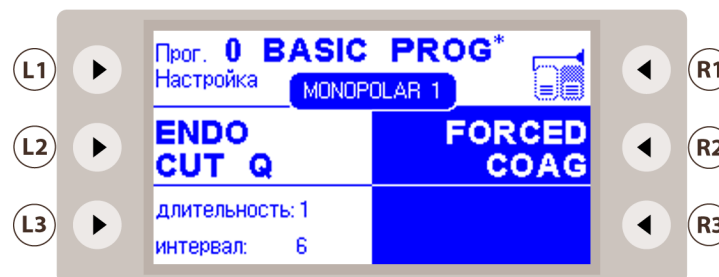 Прог. 0 BASIC PROG*
Настройка
MONOPOLAR 1
ENDO
CUT Q
FORCED
COAG
длительность: 1
интервал: 6
L1
L2
L3
R1
R2
R3